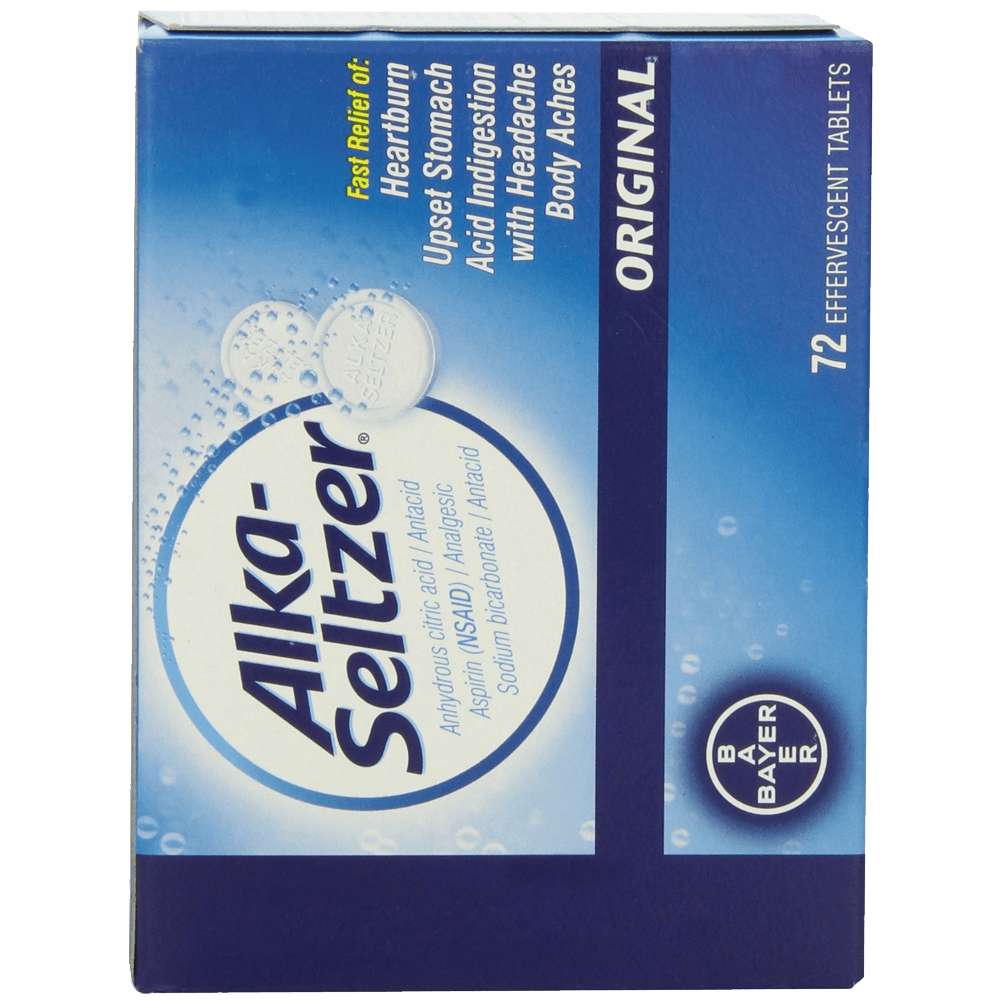 Alka-
Seltzer®
Anhydrous citric acid / Antacid
Aspirin (NSAID) / Analgesic
Sodium bicarbonate / Antacid
ALKA
SELTZER
Fast Relief of:
Heartburn
Upset Stomach
Acid Indigestion
with Headache
Body Aches
ORIGINAL
BAYER
BAYER
72 EFFERVESCENT TABLETS